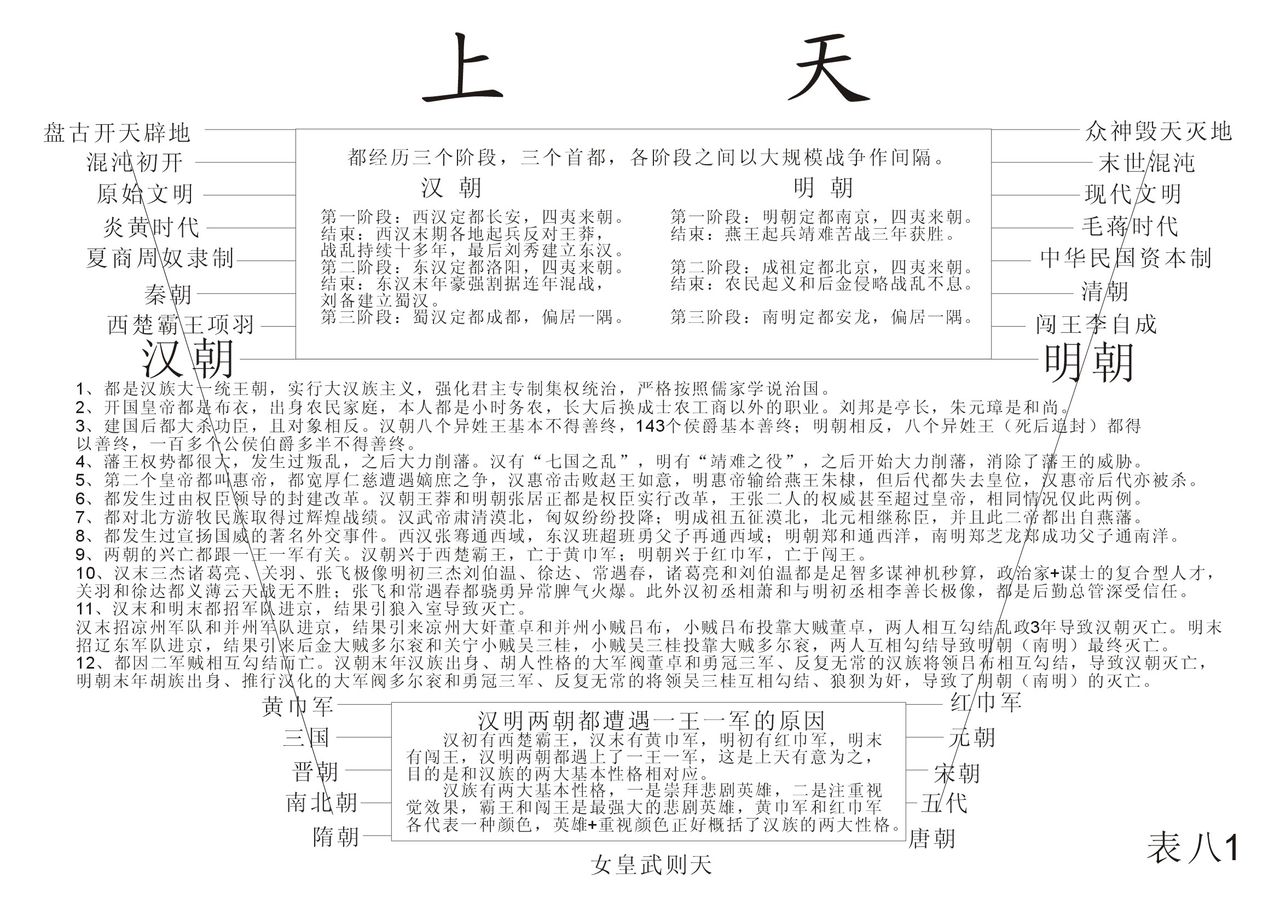 上 天
盘古开天辟地
混沌初开
原始文明
炎黄时代
夏商周奴隶制
秦朝
西楚霸王项羽
汉朝
众神毁天灭地
末世混沌
现代文明
毛蒋时代
中华民国资本制
清朝
闯王李自成
明朝
都经历三个阶段，三个首都，各阶段之间以大规模战争作间隔。
汉 朝
第一阶段：西汉定都长安，四夷来朝。
结束：西汉末期各地起兵反对王莽，
战乱持续十多年，最后刘秀建立东汉。
第二阶段：东汉定都洛阳，四夷来朝。
结束：东汉末年豪强割据连年混战，
刘备建立蜀汉。
第三阶段：蜀汉定都成都，偏居一隅。
明 朝
第一阶段：明朝定都南京，四夷来朝。
结束：燕王起兵靖难苦战三年获胜。
第二阶段：成祖定都北京，四夷来朝。
结束：农民起义和后金侵略战乱不息。
第三阶段：南明定都安龙，偏居一隅。
1、都是汉族大一统王朝，实行大汉族主义，强化君主专制集权统治，严格按照儒家学说治国。
2、开国皇帝都是布衣，出身农民家庭，本人都是小时务农，长大后换成士农工商以外的职业。刘邦是亭长，朱元璋是和尚。
3、建国后都大杀功臣，且对象相反。汉朝八个异姓王基本不得善终，143个侯爵基本善终；明朝相反，八个异姓王（死后追封）都得
以善终，一百多个公侯伯爵多半不得善终。
4、藩王权势都很大，发生过叛乱，之后大力削藩。汉有“七国之乱”，明有“靖难之役”，之后开始大力削藩，消除了藩王的威胁。
5、第二个皇帝都叫惠帝，都宽厚仁慈遭遇嫡庶之争，汉惠帝击败赵王如意，明惠帝输给燕王朱棣，但后代都失去皇位，汉惠帝后代亦被杀。
6、都发生过由权臣领导的封建改革。汉朝王莽和明朝张居正都是权臣实行改革，王张二人的权威甚至超过皇帝，相同情况仅此两例。
7、都对北方游牧民族取得过辉煌战绩。汉武帝肃清漠北，匈奴纷纷投降；明成祖五征漠北，北元相继称臣，并且此二帝都出自燕藩。
8、都发生过宣扬国威的著名外交事件。西汉张骞通西域，东汉班超班勇父子再通西域；明朝郑和通西洋，南明郑芝龙郑成功父子通南洋。
9、两朝的兴亡都跟一王一军有关。汉朝兴于西楚霸王，亡于黄巾军；明朝兴于红巾军，亡于闯王。
10、汉末三杰诸葛亮、关羽、张飞极像明初三杰刘伯温、徐达、常遇春，诸葛亮和刘伯温都是足智多谋神机秒算，政治家+谋士的复合型人才，
关羽和徐达都义薄云天战无不胜；张飞和常遇春都骁勇异常脾气火爆。此外汉初丞相萧和与明初丞相李善长极像，都是后勤总管深受信任。
11、汉末和明末都招军队进京，结果引狼入室导致灭亡。
汉末招凉州军队和并州军队进京，结果引来凉州大奸董卓和并州小贼吕布，小贼吕布投靠大贼董卓，两人相互勾结乱政3年导致汉朝灭亡。明末
招辽东军队进京，结果引来后金大贼多尔衮和关宁小贼吴三桂，小贼吴三桂投靠大贼多尔衮，两人互相勾结导致明朝（南明）最终灭亡。
12、都因二军贼相互勾结而亡。汉朝末年汉族出身、胡人性格的大军阀董卓和勇冠三军、反复无常的汉族将领吕布相互勾结，导致汉朝灭亡，
明朝末年胡族出身、推行汉化的大军阀多尔衮和勇冠三军、反复无常的将领吴三桂互相勾结、狼狈为奸，导致了明朝（南明）的灭亡。
黄巾军
三国
晋朝
南北朝
隋朝
红巾军
元朝
宋朝
五代
唐朝
汉明两朝都遭遇一王一军的原因
汉初有西楚霸王，汉末有黄巾军，明初有红巾军，明末
有闯王，汉明两朝都遇上了一王一军，这是上天有意为之，
目的是和汉族的两大基本性格相对应。
汉族有两大基本性格，一是崇拜悲剧英雄，二是注重视
觉效果，霸王和闯王是最强大的悲剧英雄，黄巾军和红巾军
各代表一种颜色，英雄+重视颜色正好概括了汉族的两大性格。
女皇武则天
表八1